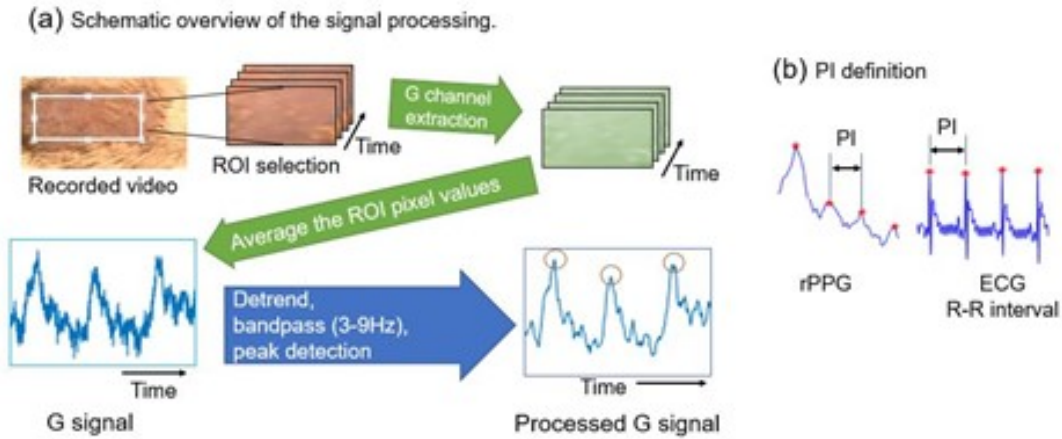 (a) Schematic overview of the signal processing.
Recorded video
ROI selection
Time
G channel
extraction
Time
Average the ROI pixel values
Time
G signal
Detrend,
bandpass (3-9Hz),
peak detection
Time
Processed G signal
(b) PI definition
PI
rPPG
PI
ECG
R-R interval